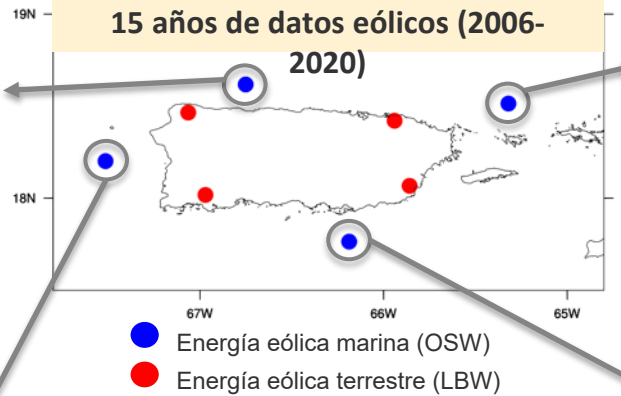 15 años de datos eólicos (2006-
2020)
19N
18N
67W
66W
65W
Energía eólica marina (OSW)
Energía eólica terrestre (LBW)